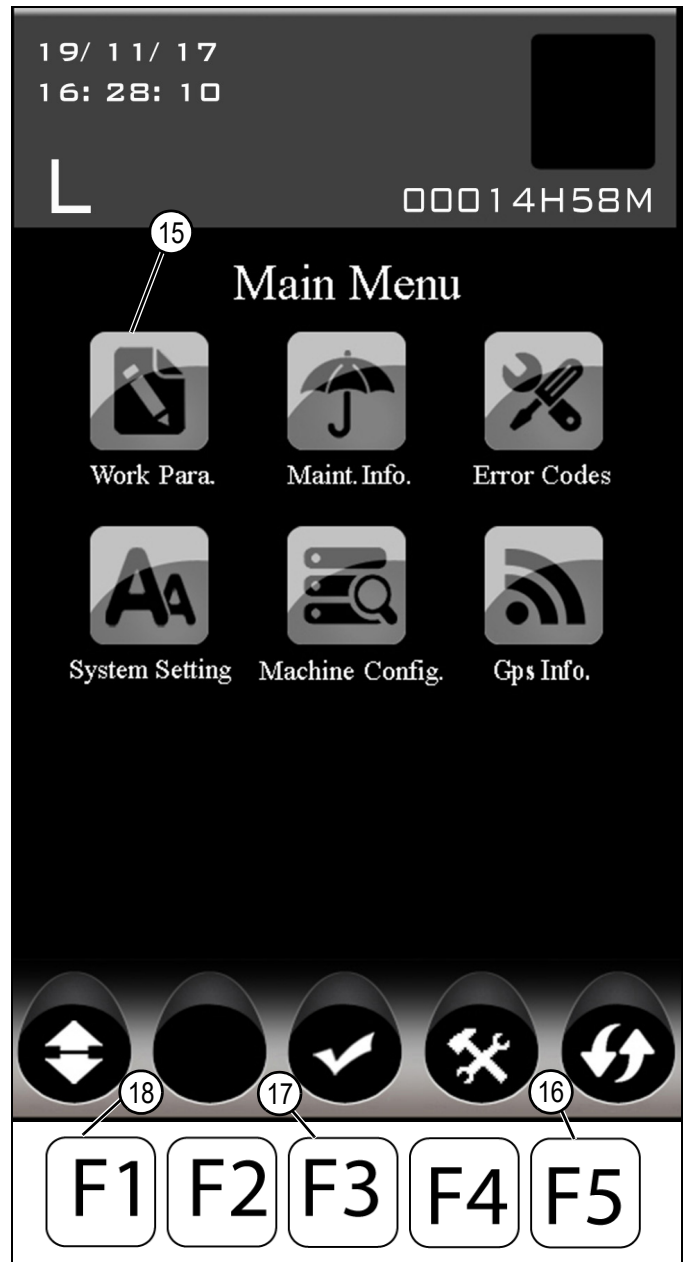 19/ 11/ 17
16: 28: 10
L
00014H58M
15
Main Menu
Work Para. Maint. Info. Error Codes
System Setting Machine Config. Gps Info.
18 17 16
F1 F2 F3 F4 F5